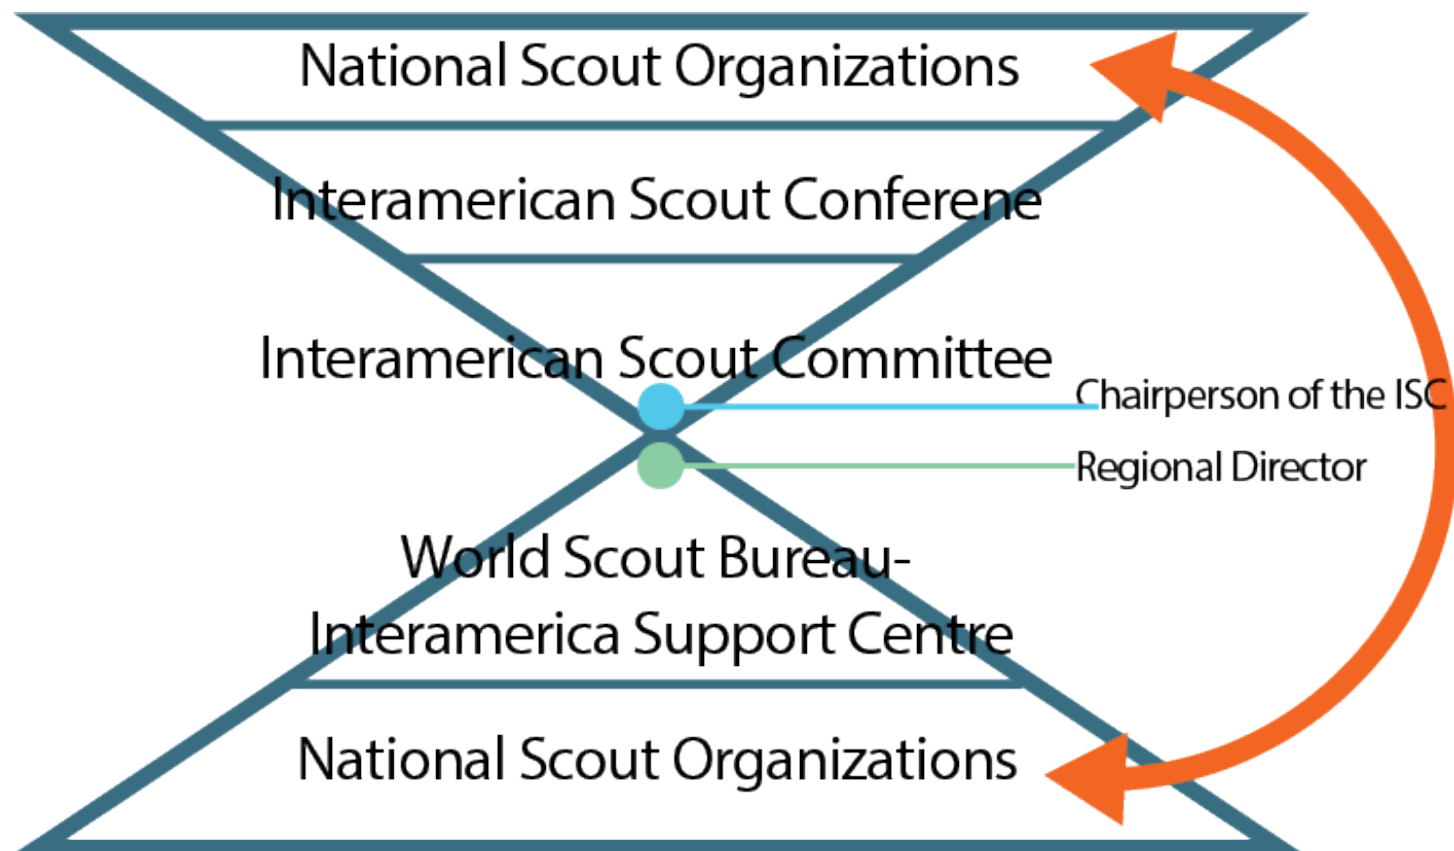 National Scout Organizations
Interamerican Scout Conferene
Interamerican Scout Committee
Chairperson of the ISC
Regional Director
World Scout Bureau-
Interamerica Support Centre
National Scout Organizations